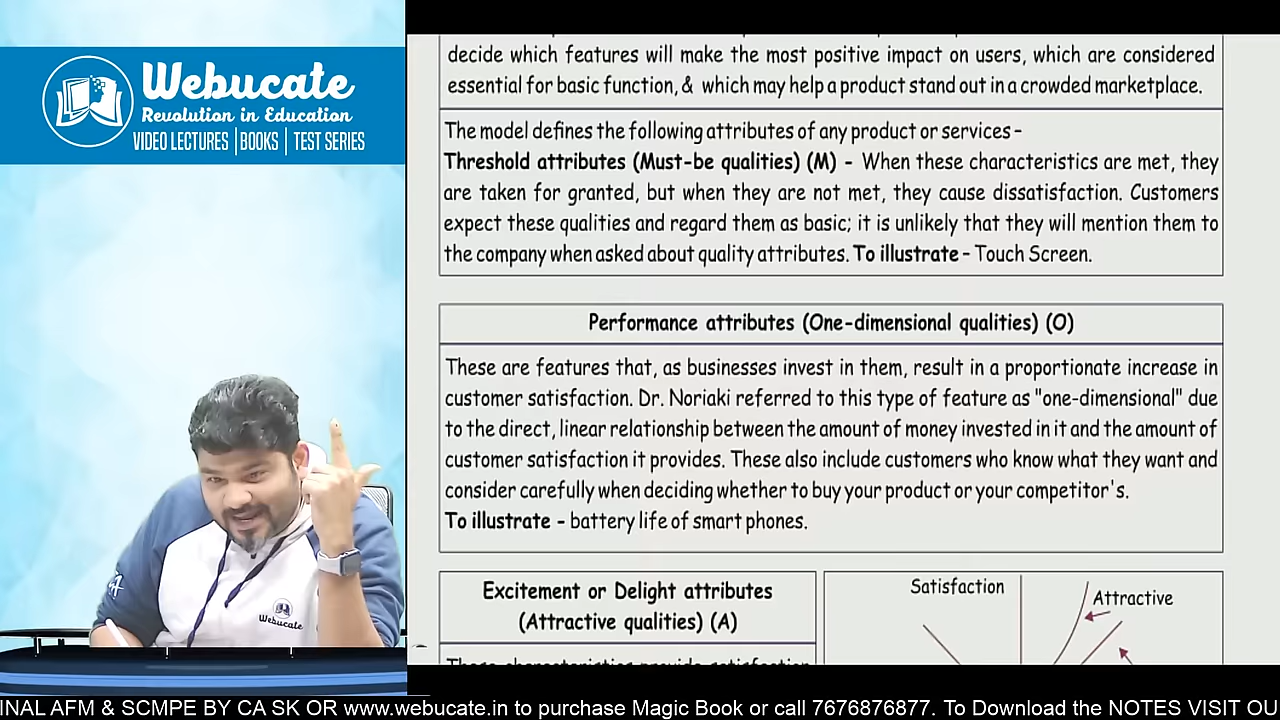 Webucate
Revolution in Education
VIDEO LECTURES | BOOKS | TEST SERIES
decide which features will make the most positive impact on users, which are considered
essential for basic function, & which may help a product stand out in a crowded marketplace.
The model defines the following attributes of any product or services –
Threshold attributes (Must-be qualities) (M) - When these characteristics are met, they
are taken for granted, but when they are not met, they cause dissatisfaction. Customers
expect these qualities and regard them as basic; it is unlikely that they will mention them to
the company when asked about quality attributes. To illustrate – Touch Screen.
Performance attributes (One-dimensional qualities) (O)
These are features that, as businesses invest in them, result in a proportionate increase in
customer satisfaction. Dr. Noriaki referred to this type of feature as "one-dimensional" due
to the direct, linear relationship between the amount of money invested in it and the amount of
customer satisfaction it provides. These also include customers who know what they want and
consider carefully when deciding whether to buy your product or your competitor's.
To illustrate – battery life of smart phones.
Excitement or Delight attributes
(Attractive qualities) (A)
Satisfaction
Attractive
Webucate
INAL AFM & SCMPE BY CA SK OR www.webucate.in to purchase Magic Book or call 7676876877. To Download the NOTES VISIT OU